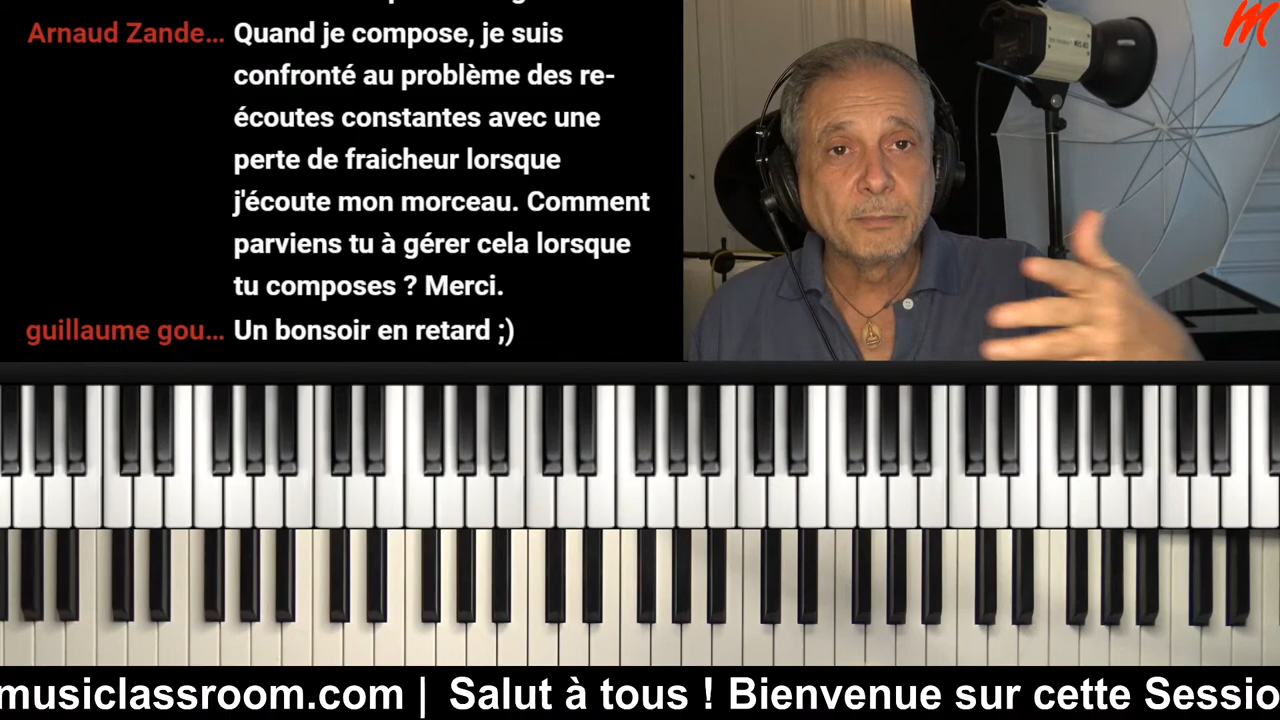 Arnaud Zande... Quand je compose, je suis
confronté au problème des re-
écoutes constantes avec une
perte de fraicheur lorsque
j'écoute mon morceau. Comment
parviens tu à gérer cela lorsque
tu composes ? Merci.
guillaume gou... Un bonsoir en retard ;)
musiclassroom.com | Salut à tous ! Bienvenue sur cette Sessio